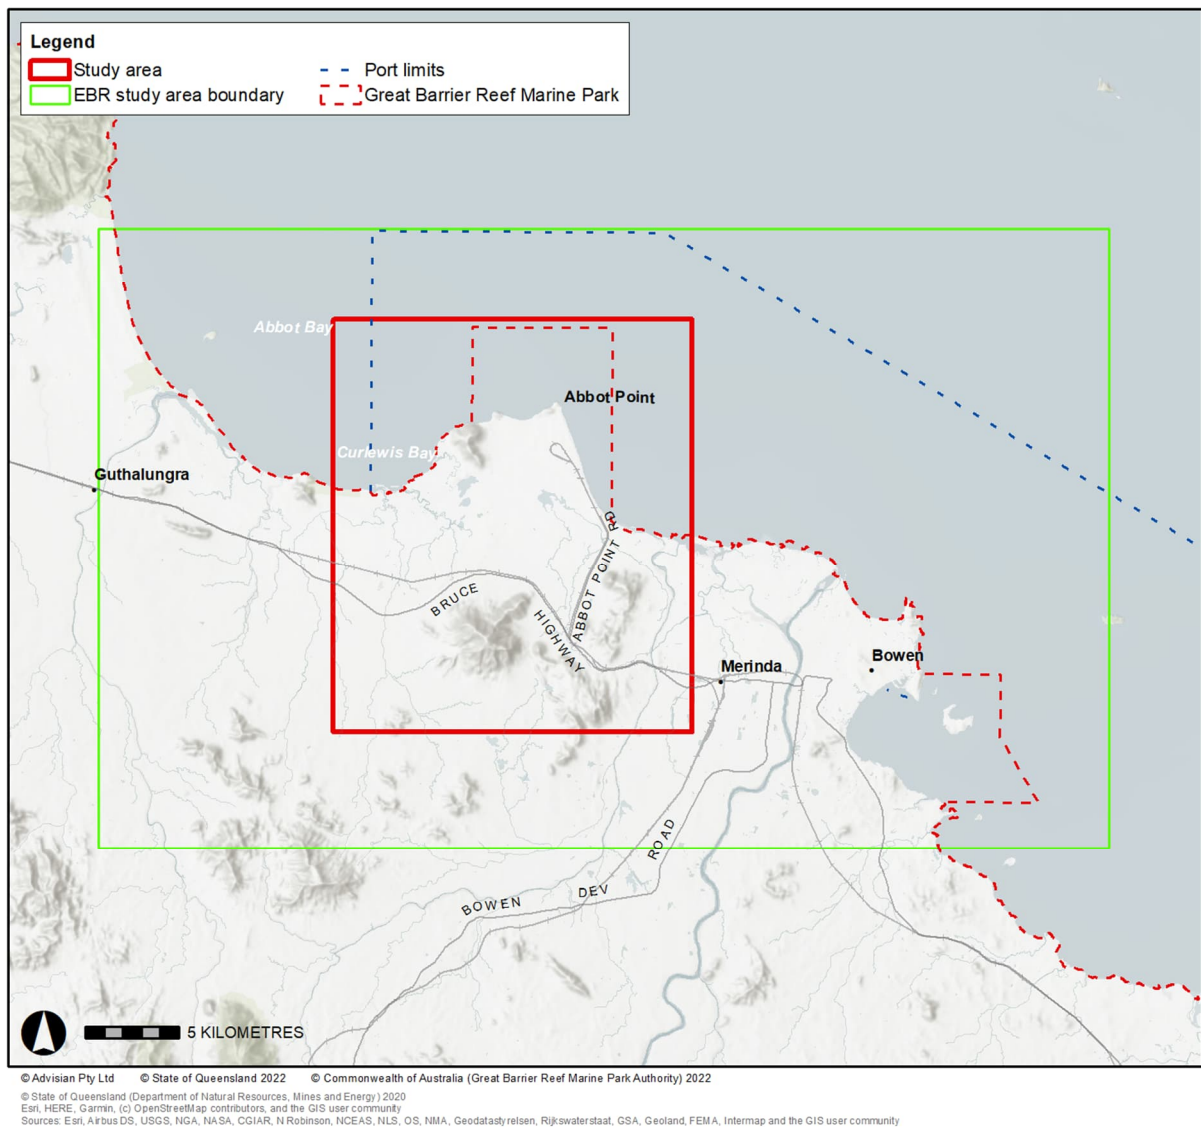 Legend
Study area
Port limits
EBR study area boundary
Great Barrier Reef Marine Park
Abbot Bay
Abbot Point
Curlewis Bay
Guthalungra
ABBOT POINT RD
BRUCE HIGHWAY
Merinda
Bowen
BOWEN DEV ROAD
5 KILOMETRES
© Advisian Pty Ltd © State of Queensland 2022 © Commonwealth of Australia (Great Barrier Reef Marine Park Authority) 2022
© State of Queensland (Department of Natural Resources, Mines and Energy) 2020
Esri, HERE, Garmin, (c) OpenStreetMap contributors, and the GIS user community
Sources: Esri, Airbus DS, USGS, NGA, NASA, CGIAR, N Robinson, NCEAS, NLS, OS, NMA, Geodatastyrelsen, Rijkswaterstaat, GSA, Geoland, FEMA, Intermap and the GIS user community